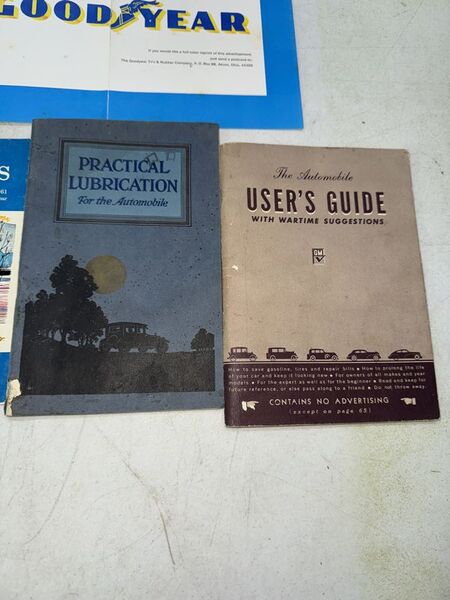 GOOD YEAR
If you would like a full color reprint of this advertisement,
just send a postcard to:
The Goodyear Tire & Rubber Company, P. O. Box 9B, Akron, Ohio, 44309
S
961
PRACTICAL
LUBRICATION
For the Automobile
The Automobile
USER'S GUIDE
WITH WARTIME SUGGESTIONS
GM
How to save gasoline, tires and repair bills • How to prolong the life
of your car and keep it looking new • For owners of all makes and year
models • For the expert as well as for the beginner • Read and keep for
future reference, or else pass along to a friend • Do not throw away.
CONTAINS NO ADVERTISING
(except on page 63)